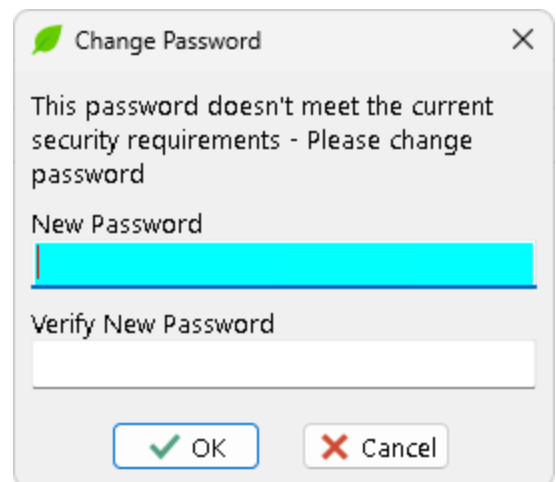 Change Password
This password doesn't meet the current
security requirements - Please change
password
New Password
Verify New Password
OK
Cancel